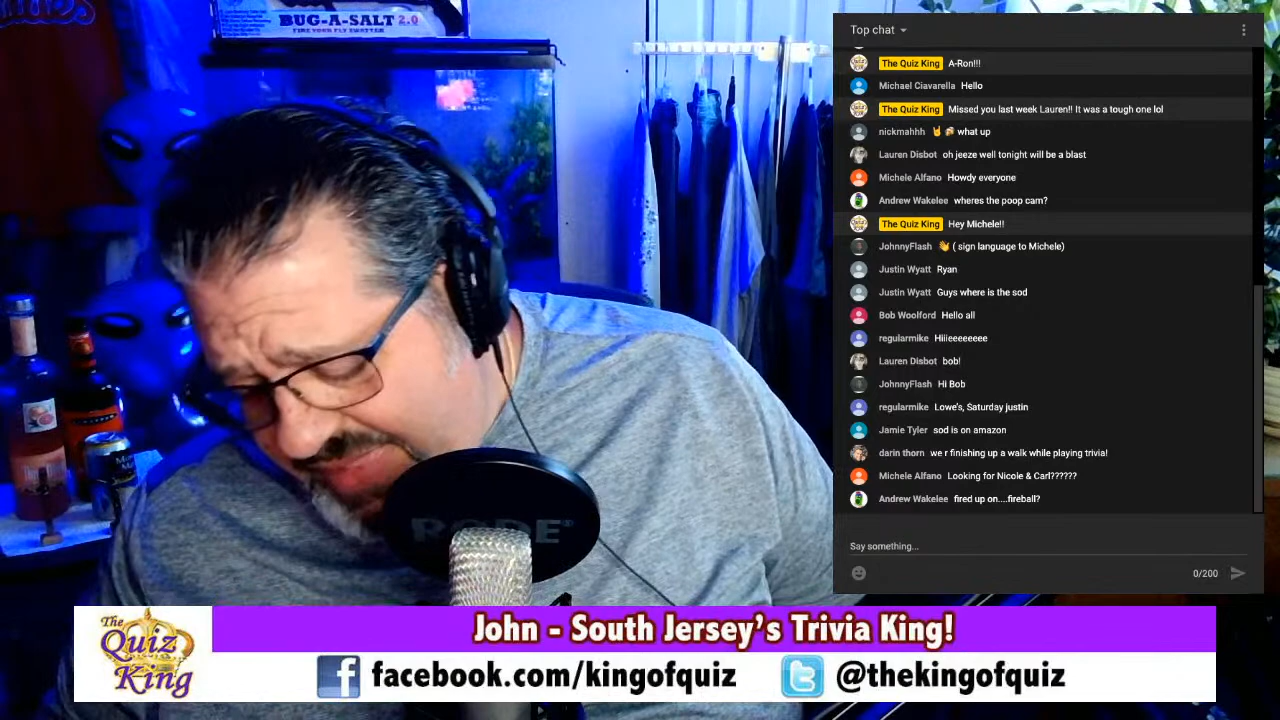 BUG-A-SALT 2.0
FIRE YOUR FLY SWATTER
RODE
Top chat
The Quiz King A-Ron!!!
Michael Ciavarella Hello
The Quiz King Missed you last week Lauren!! It was a tough one lol
nickmahhh 🤘 🍻 what up
Lauren Disbot oh jeeze well tonight will be a blast
Michele Alfano Howdy everyone
Andrew Wakelee wheres the poop cam?
The Quiz King Hey Michele!!
JohnnyFlash 👋 ( sign language to Michele)
Justin Wyatt Ryan
Justin Wyatt Guys where is the sod
Bob Woolford Hello all
regularmike Hiiieeeeeeee
Lauren Disbot bob!
JohnnyFlash Hi Bob
regularmike Lowe's, Saturday justin
Jamie Tyler sod is on amazon
darin thorn we r finishing up a walk while playing trivia!
Michele Alfano Looking for Nicole & Carl??????
Andrew Wakelee fired up on....fireball?
Say something...
0/200
The
Quiz
King
John - South Jersey's Trivia King!
facebook.com/kingofquiz @thekingofquiz